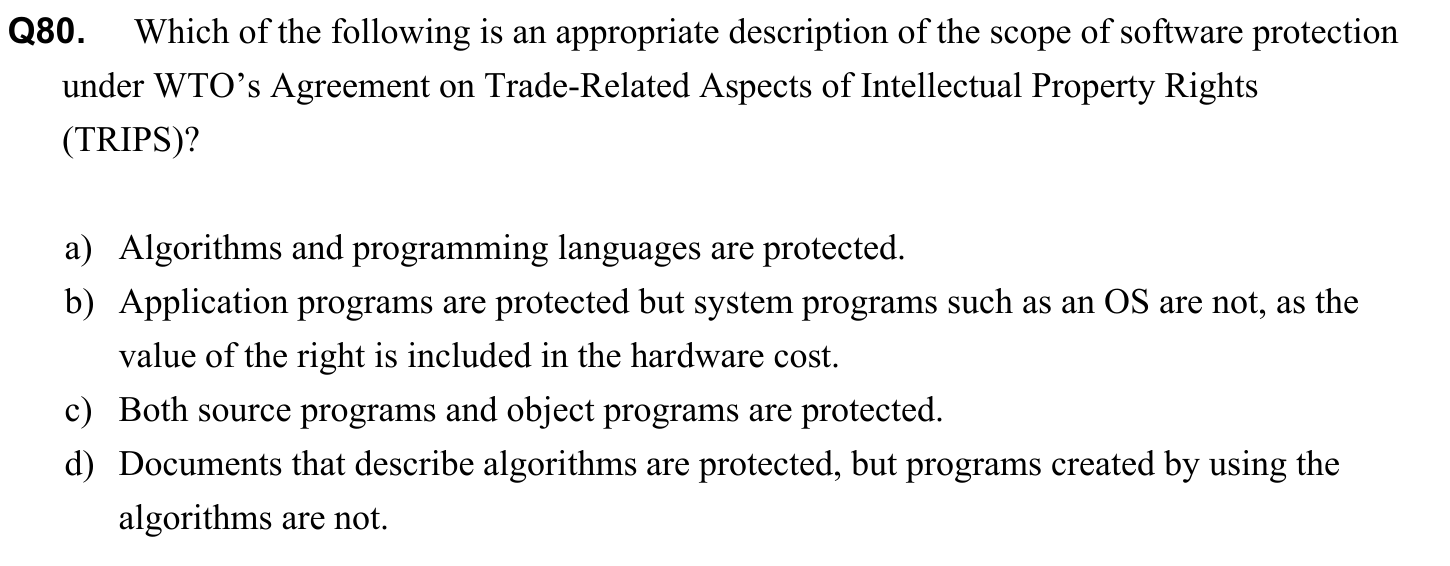 Q80. Which of the following is an appropriate description of the scope of software protection
under WTO’s Agreement on Trade-Related Aspects of Intellectual Property Rights
(TRIPS)?
a) Algorithms and programming languages are protected.
b) Application programs are protected but system programs such as an OS are not, as the
value of the right is included in the hardware cost.
c) Both source programs and object programs are protected.
d) Documents that describe algorithms are protected, but programs created by using the
algorithms are not.